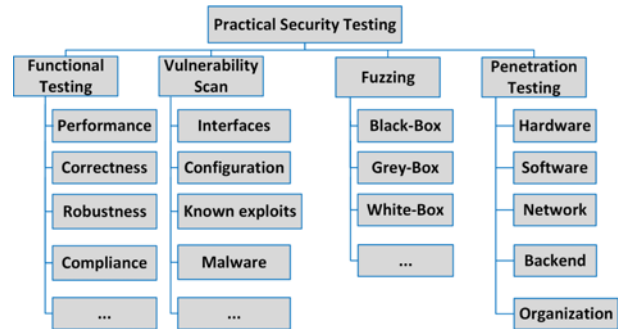 Practical Security Testing
Functional
Testing
Performance
Correctness
Robustness
Compliance
...
Vulnerability
Scan
Interfaces
Configuration
Known exploits
Malware
...
Fuzzing
Black-Box
Grey-Box
White-Box
...
Penetration
Testing
Hardware
Software
Network
Backend
Organization